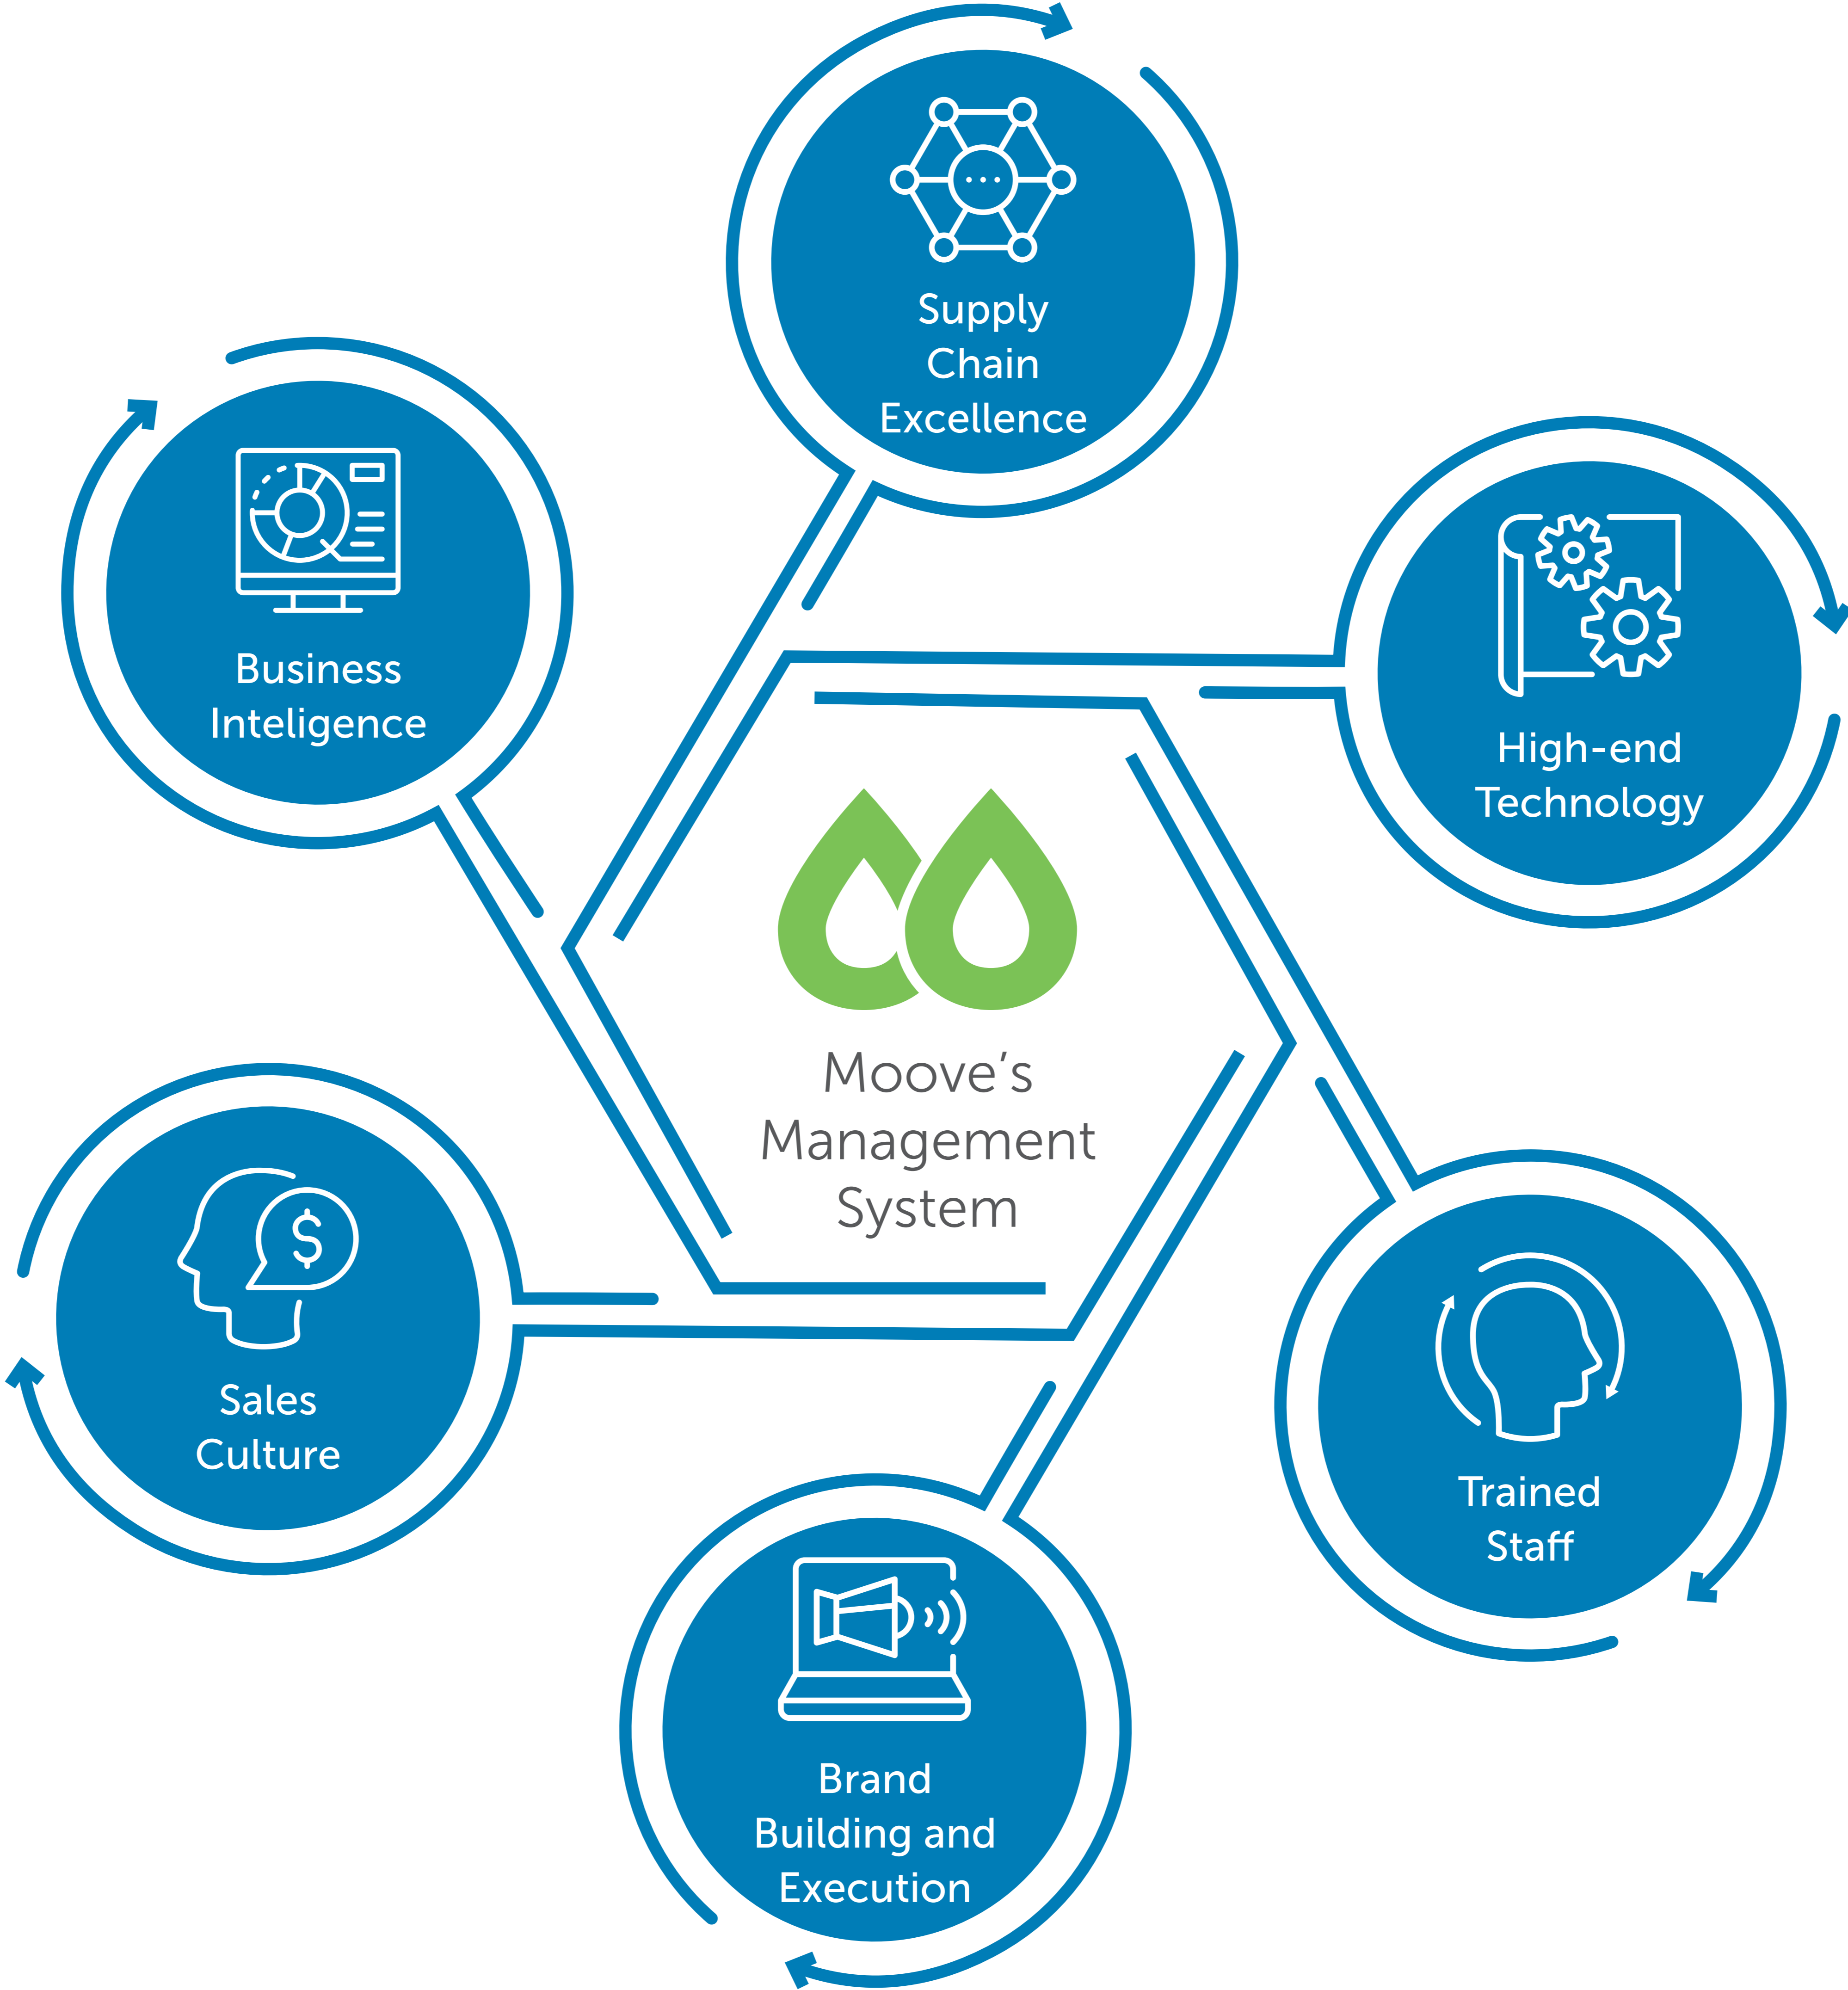 Supply
Chain
Excellence
Business
Inteligence
High-end
Technology
Moove's
Management
System
Sales
Culture
Trained
Staff
Brand
Building and
Execution